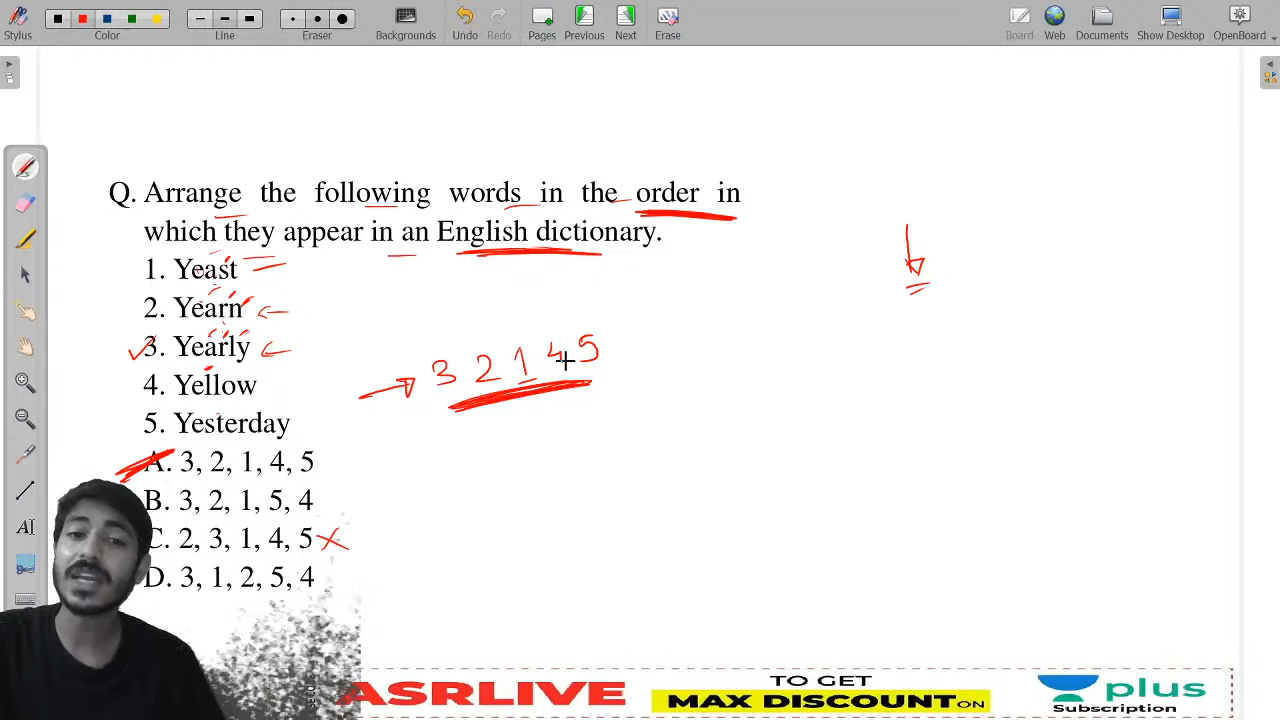 Stylus
Color
Line
Eraser
Backgrounds
Undo
Redo
Pages
Previous
Next
Erase
Board
Web
Documents
Show Desktop
OpenBoard
Q. Arrange the following words in the order in
which they appear in an English dictionary.
1. Yeast
2. Yearn
3. Yearly
4. Yellow
5. Yesterday
3 2 1 4 5
A. 3, 2, 1, 4, 5
B. 3, 2, 1, 5, 4
C. 2, 3, 1, 4, 5
D. 3, 1, 2, 5, 4
AI
ASRLIVE
TO GET
MAX DISCOUNT ON
plus
Subscription